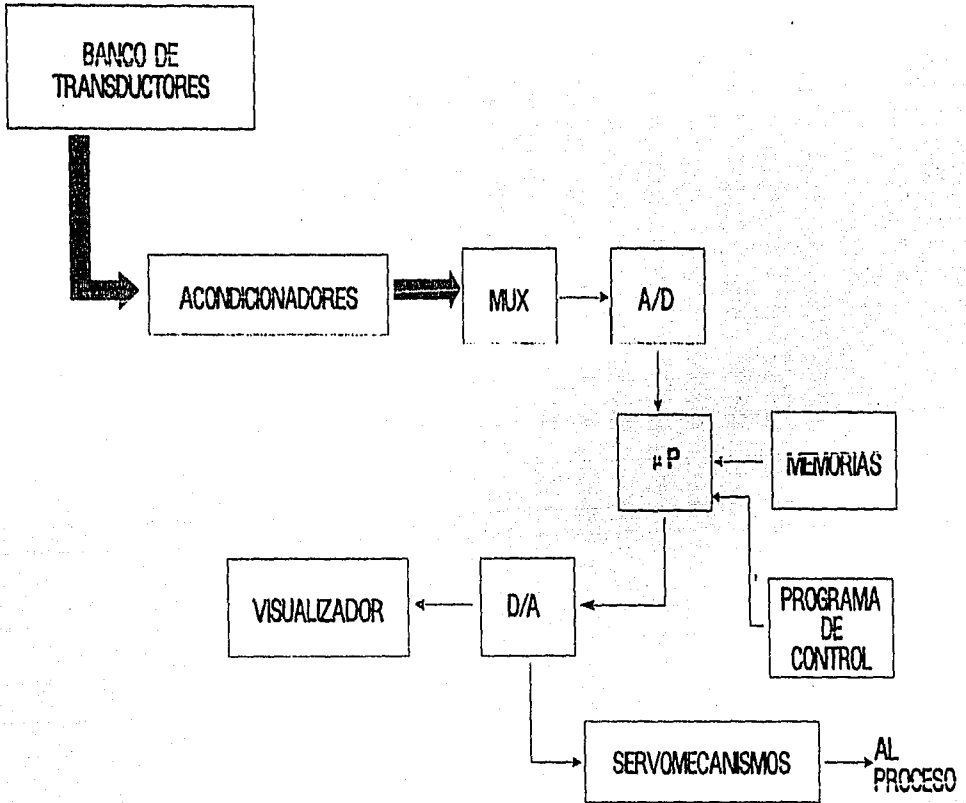 BANCO DE
TRANSDUCTORES
ACONDICIONADORES
MUX
A/D
µP
MEMORIAS
VISUALIZADOR
D/A
PROGRAMA
DE
CONTROL
SERVOMECANISMOS
AL
PROCESO